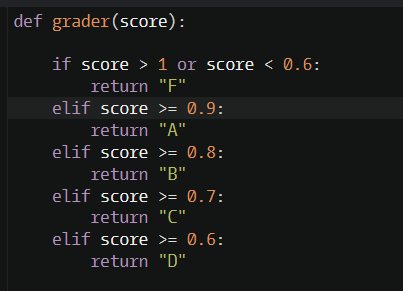 def grader(score):
if score > 1 or score < 0.6:
return "F"
elif score >= 0.9:
return "A"
elif score >= 0.8:
return "B"
elif score >= 0.7:
return "C"
elif score >= 0.6:
return "D"